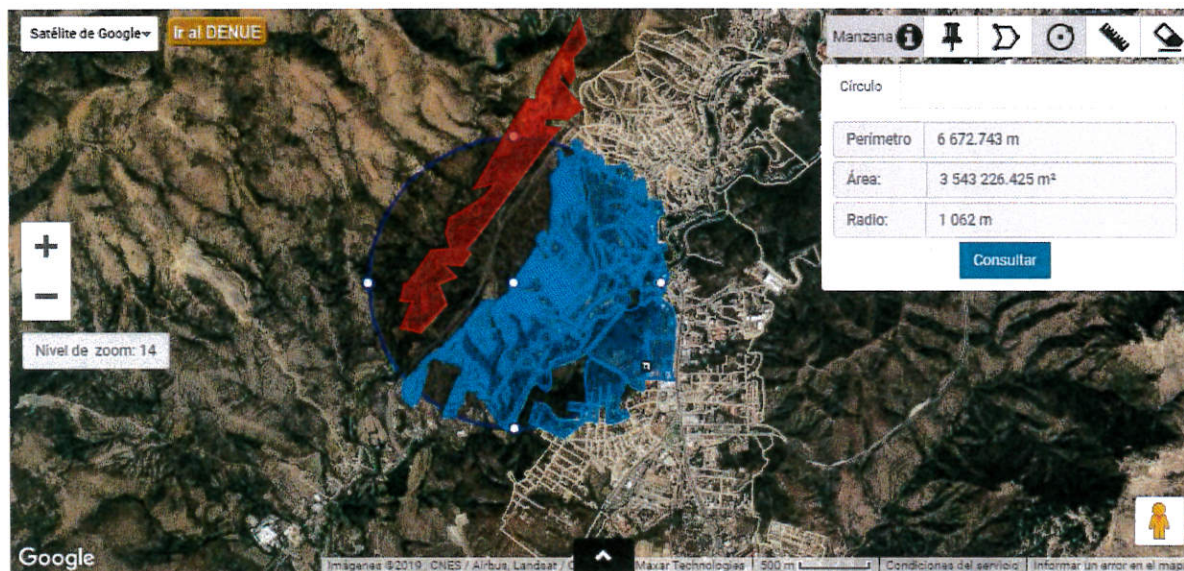 Satélite de Google
Ir al DENUE
Manzana
Círculo
Perímetro 6 672.743 m
Área: 3 543 226.425 m²
Radio: 1 062 m
Consultar
+
−
Nivel de zoom: 14
Google
Imágenes ©2019, CNES / Airbus, Landsat / Maxar Technologies 500 m Condiciones del servicio Informar un error en el map